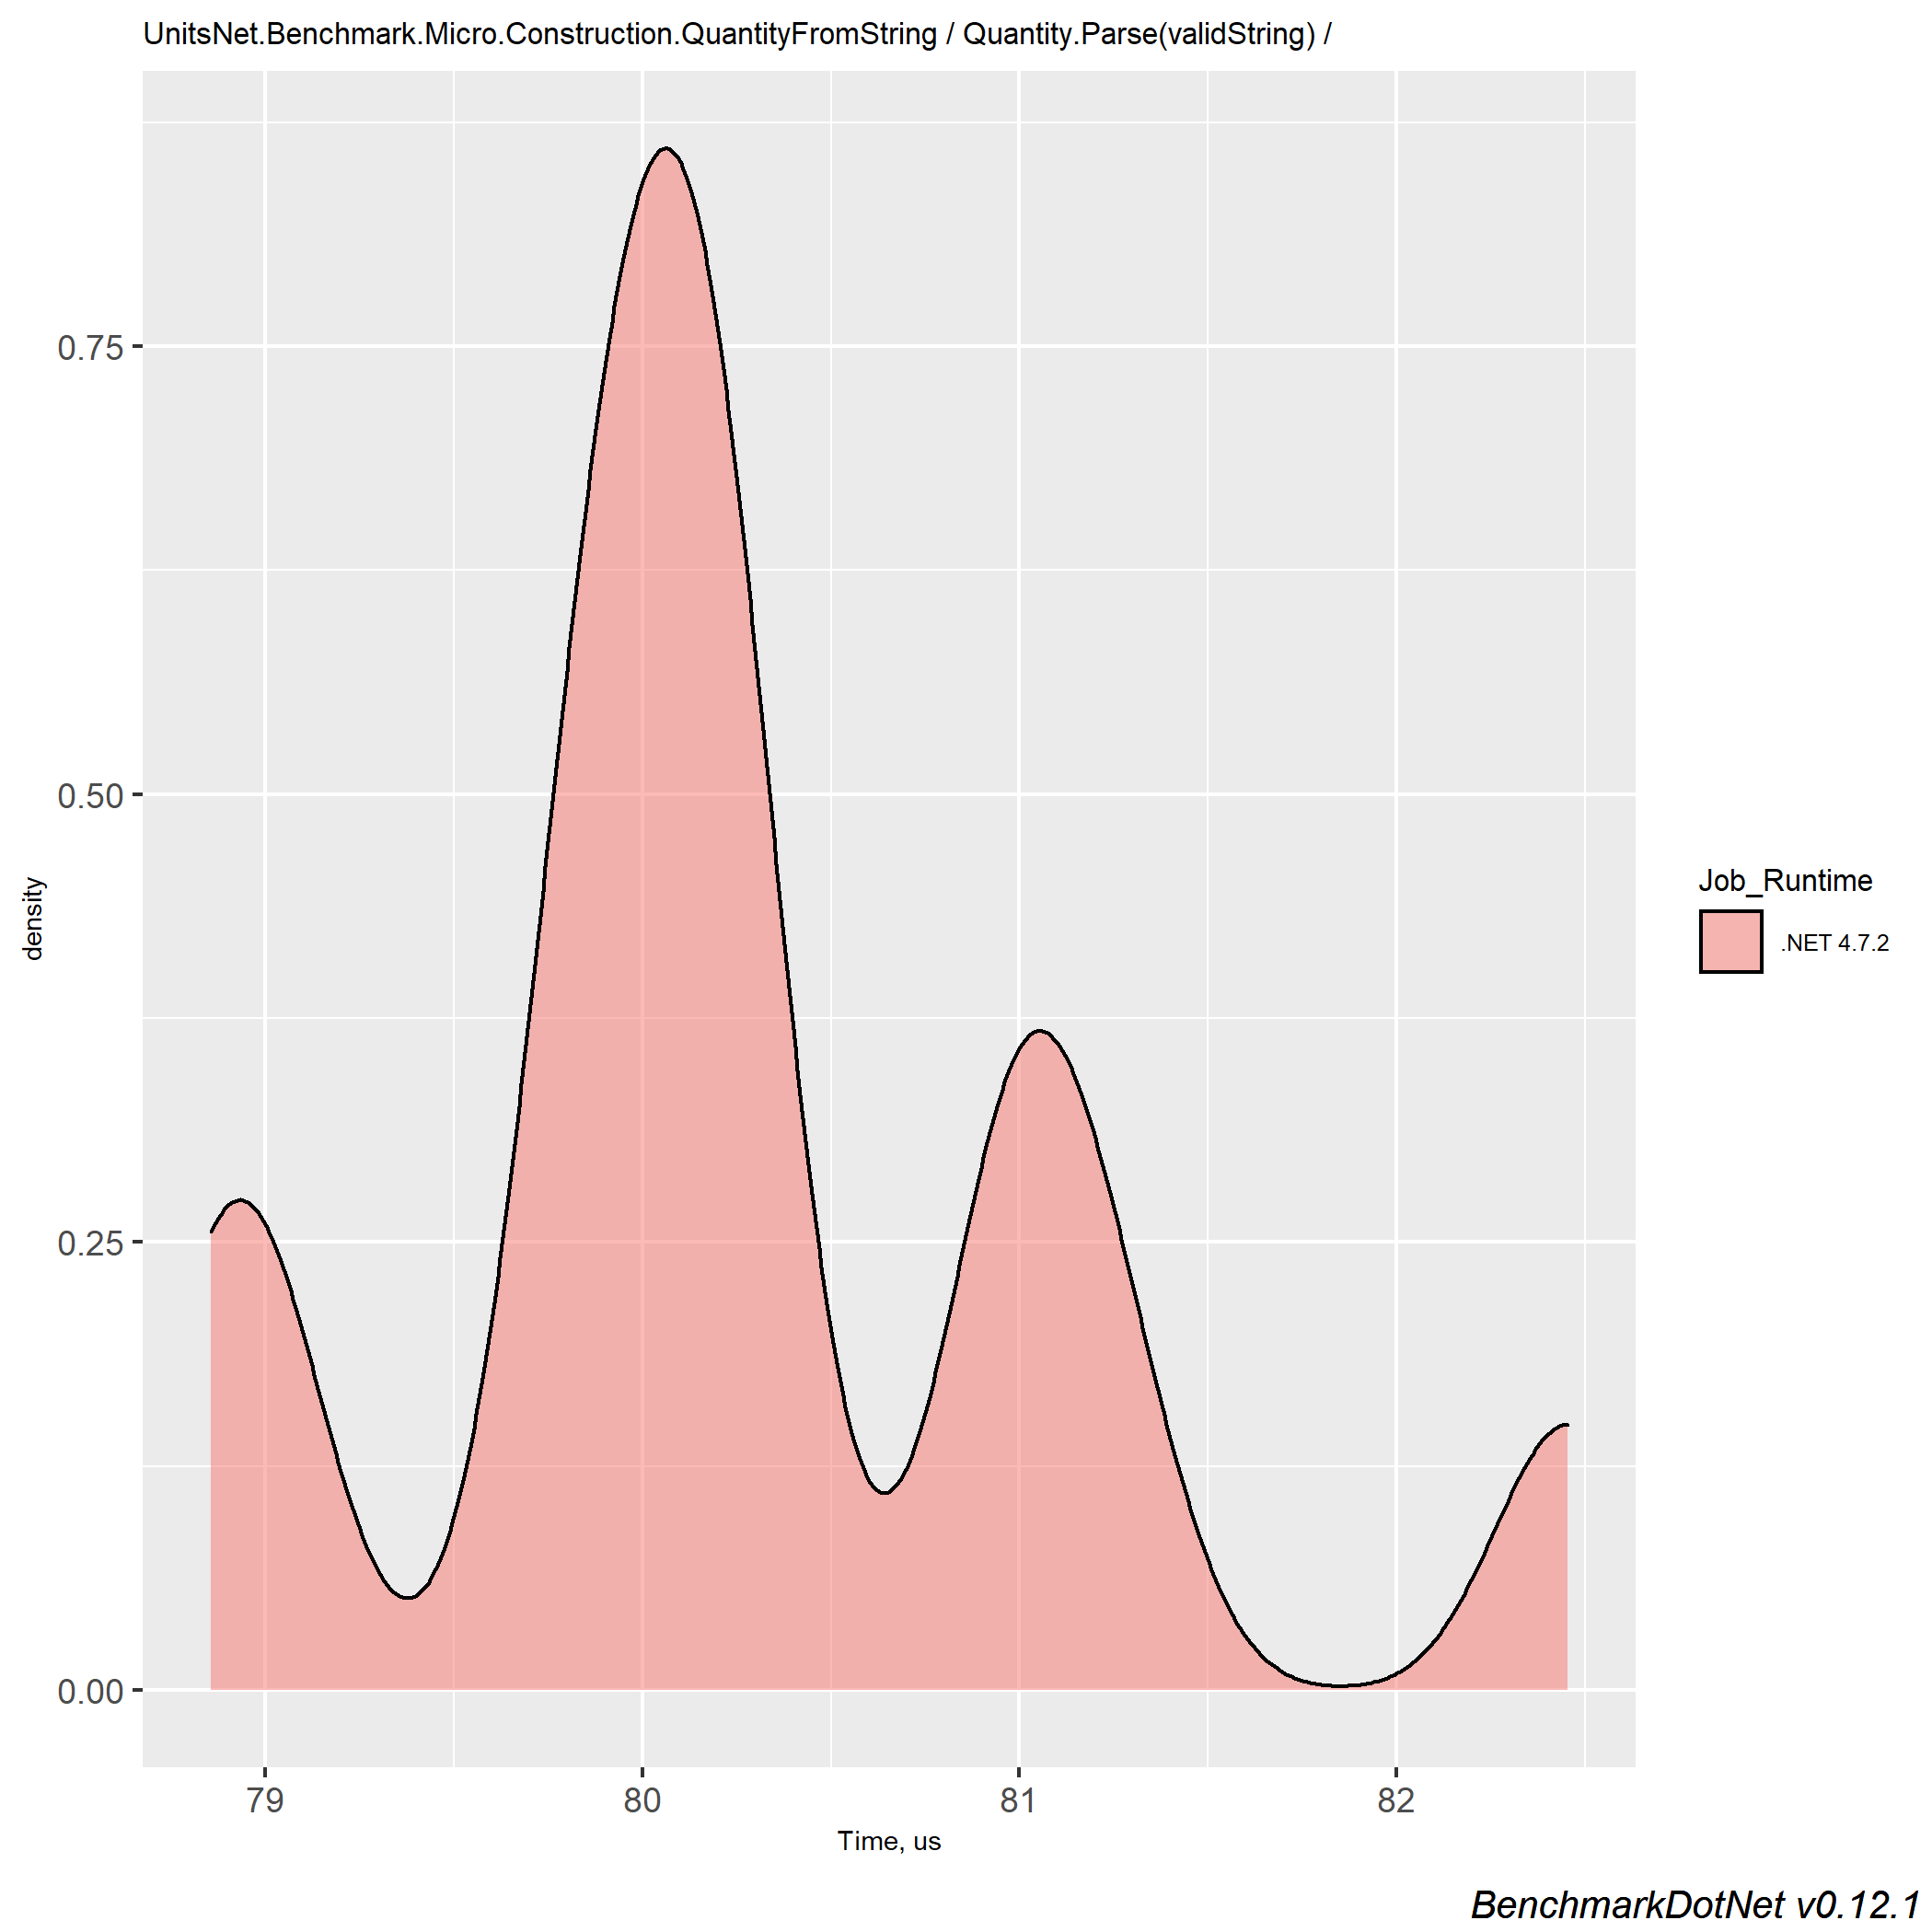 UnitsNet.Benchmark.Micro.Construction.QuantityFromString / Quantity.Parse(validString) /
0.75
0.50
0.25
0.00
density
79 80 81 82
Time, us
Job_Runtime
.NET 4.7.2
BenchmarkDotNet v0.12.1